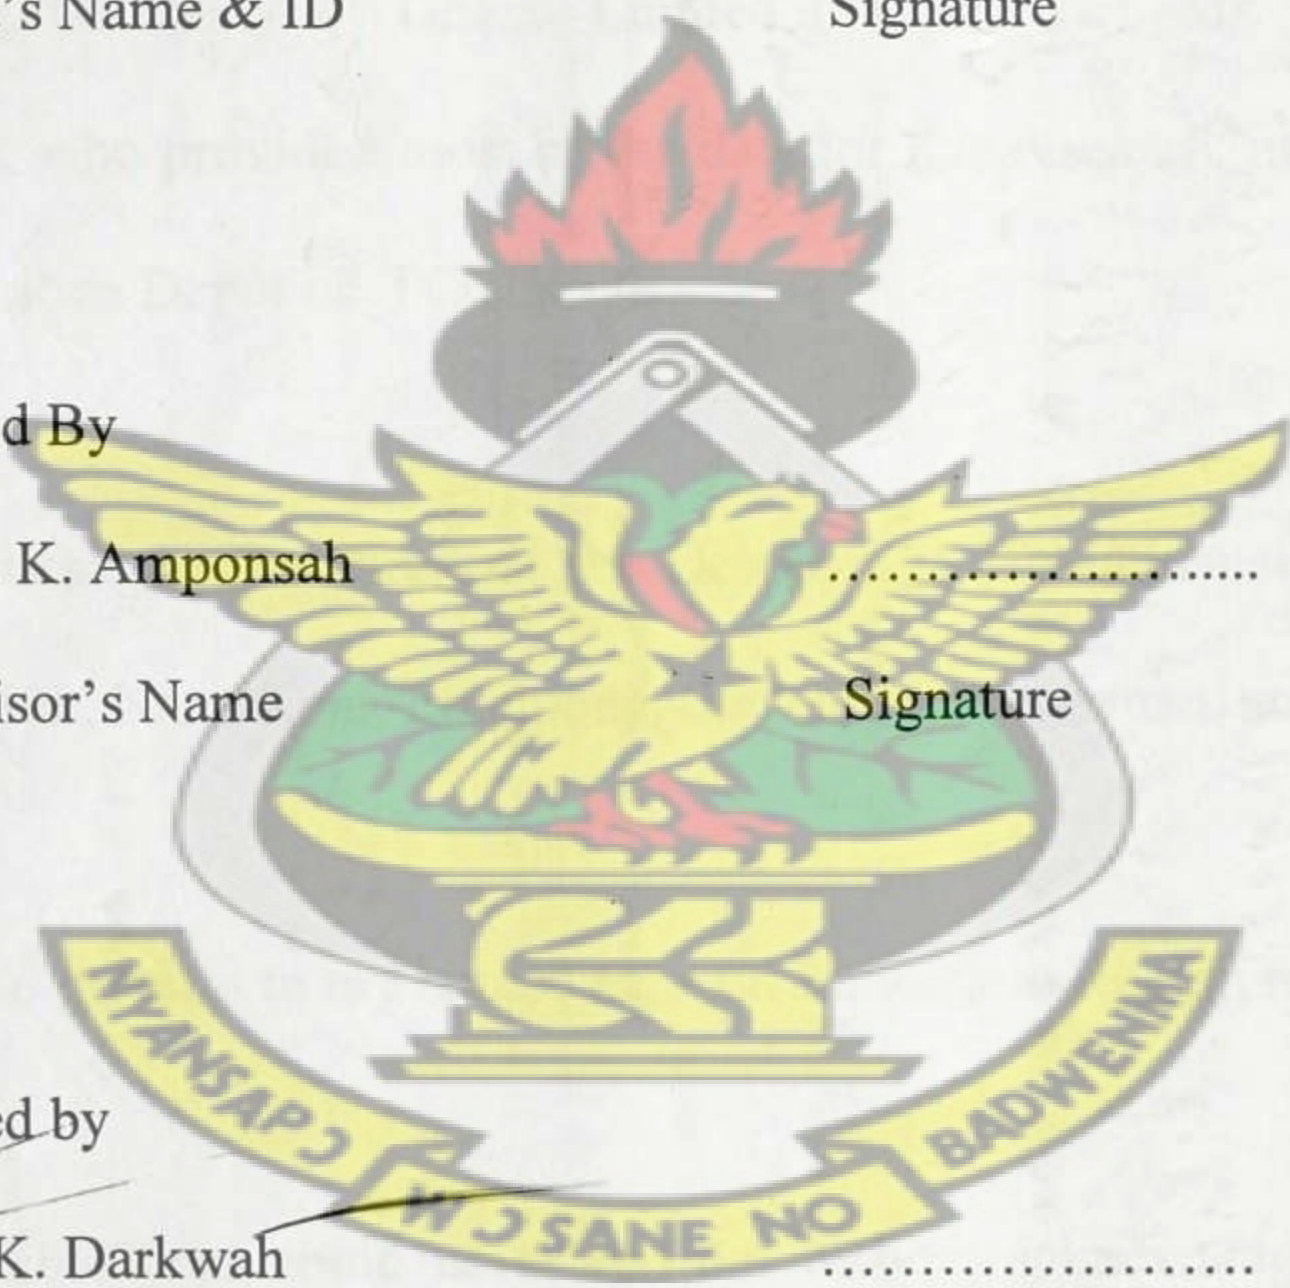 's Name & ID Signature
d By
K. Amponsah ........................
isor's Name Signature
NYANSAPƆ
WƆSANE NO
BADWENMA
ed by
K. Darkwah ........................